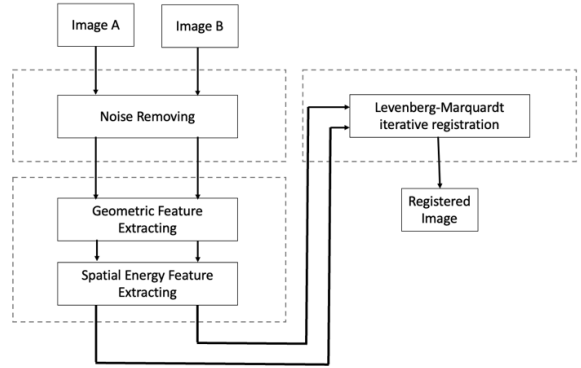 Image A
Image B
Noise Removing
Geometric Feature
Extracting
Spatial Energy Feature
Extracting
Levenberg-Marquardt
iterative registration
Registered
Image